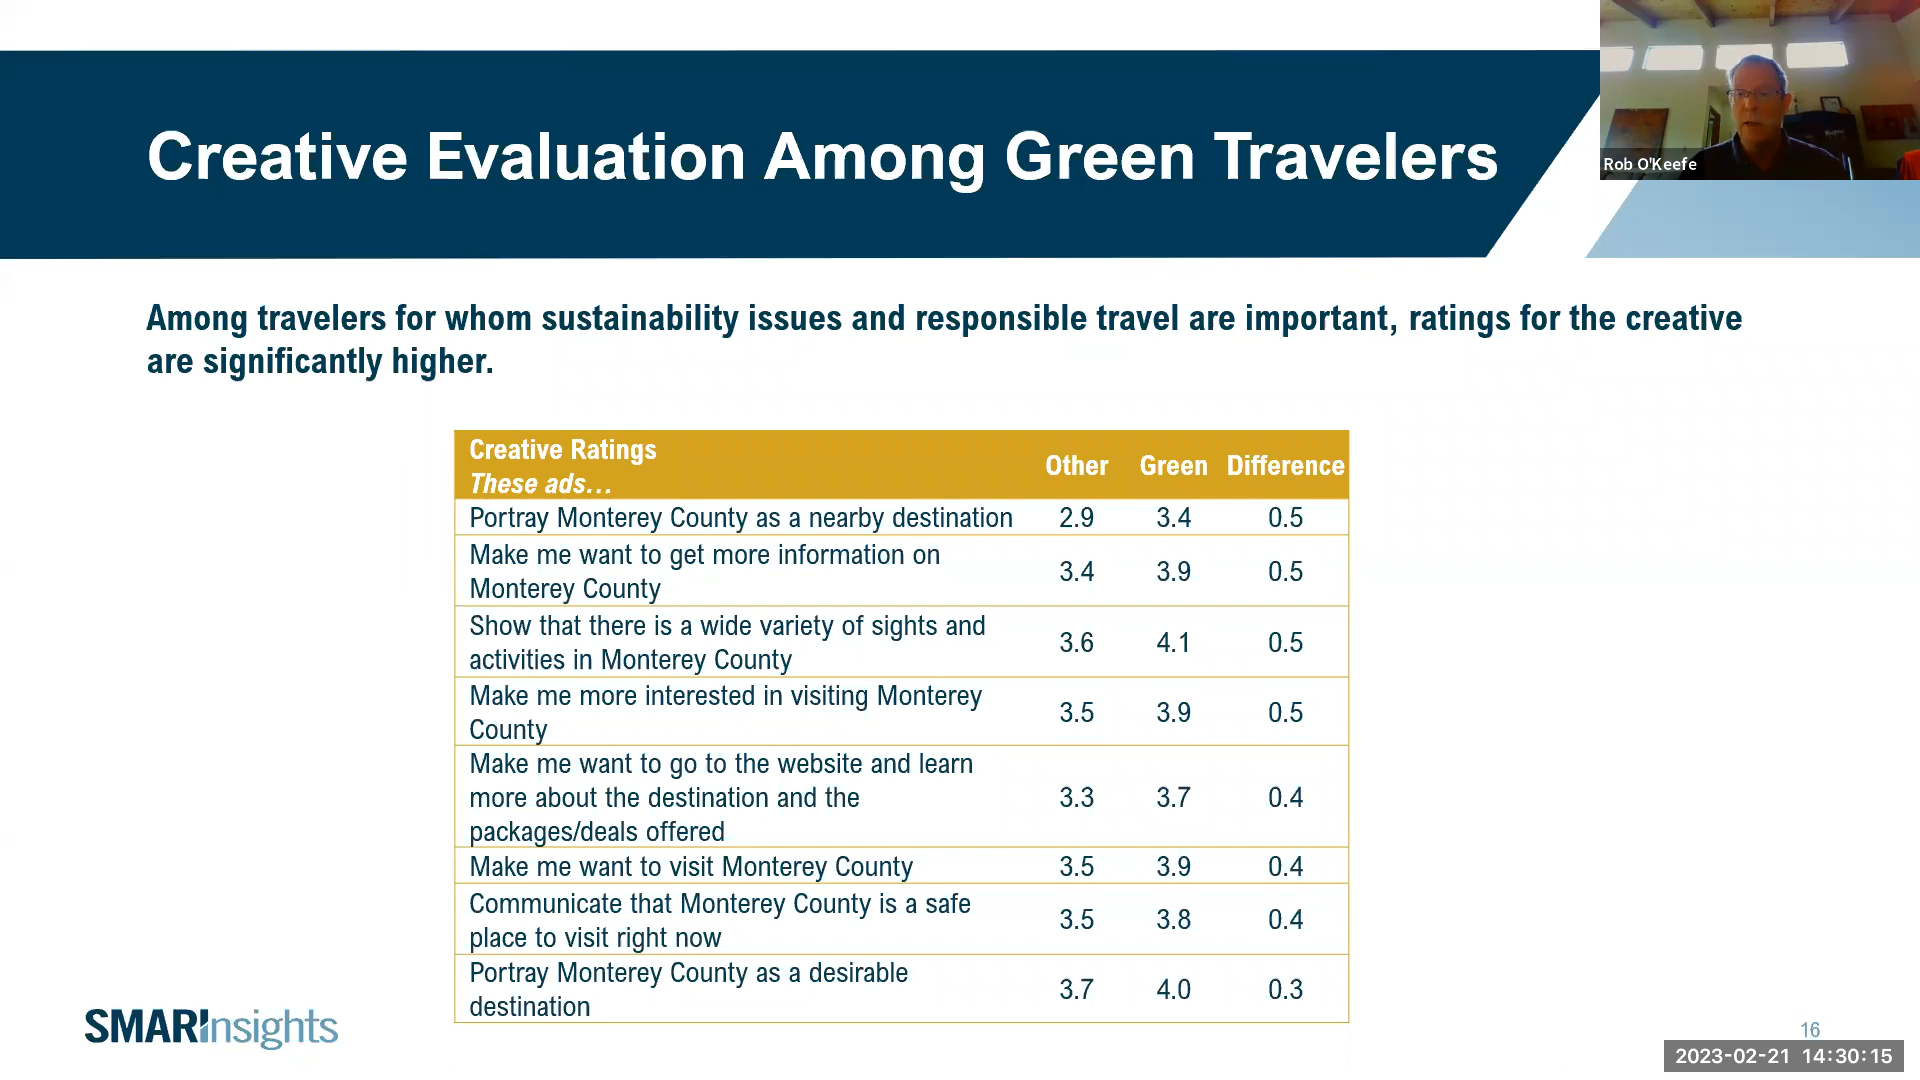 Creative Evaluation Among Green Travelers
Rob O'Keefe
Among travelers for whom sustainability issues and responsible travel are important, ratings for the creative
are significantly higher.
Creative Ratings
These ads…
Other Green Difference
Portray Monterey County as a nearby destination 2.9 3.4 0.5
Make me want to get more information on
Monterey County
3.4 3.9 0.5
Show that there is a wide variety of sights and
activities in Monterey County
3.6 4.1 0.5
Make me more interested in visiting Monterey
County
3.5 3.9 0.5
Make me want to go to the website and learn
more about the destination and the
packages/deals offered
3.3 3.7 0.4
Make me want to visit Monterey County 3.5 3.9 0.4
Communicate that Monterey County is a safe
place to visit right now
3.5 3.8 0.4
Portray Monterey County as a desirable
destination
3.7 4.0 0.3
SMARInsights
16
2023-02-21 14:30:15